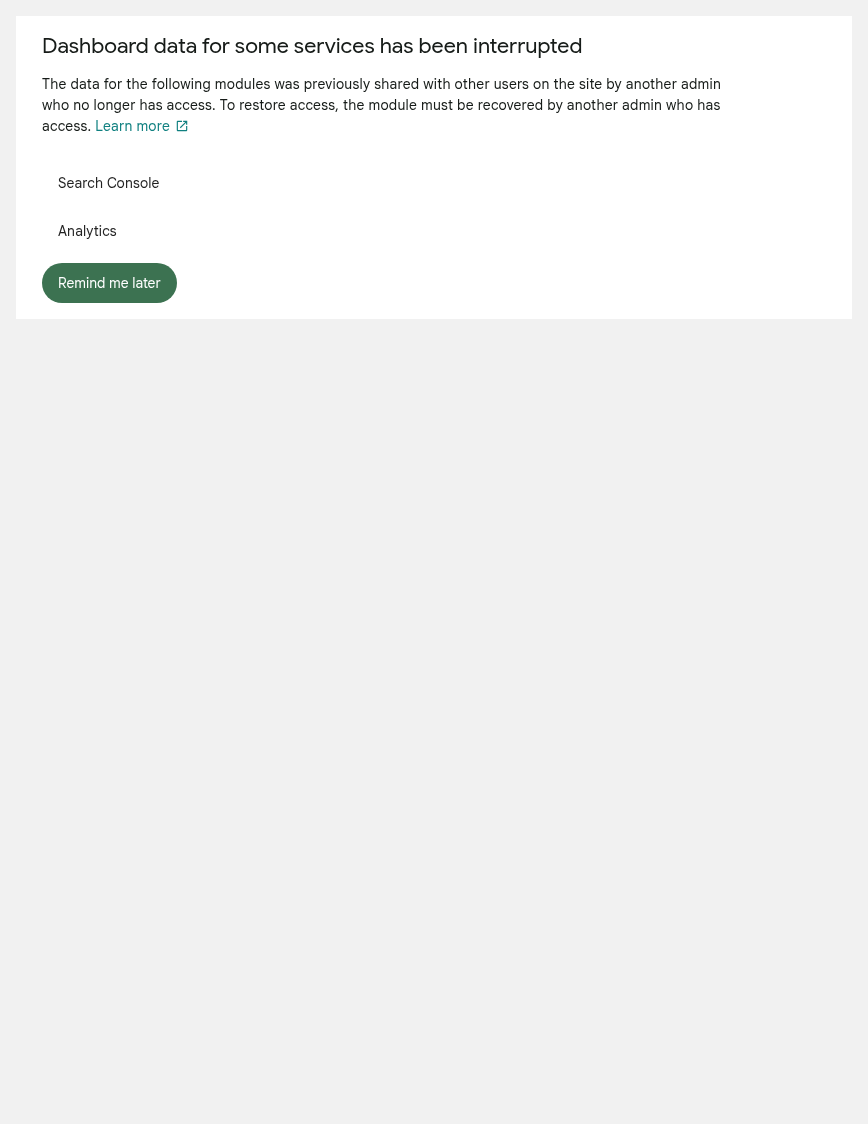 Dashboard data for some services has been interrupted
The data for the following modules was previously shared with other users on the site by another admin
who no longer has access. To restore access, the module must be recovered by another admin who has
access. Learn more
Search Console
Analytics
Remind me later